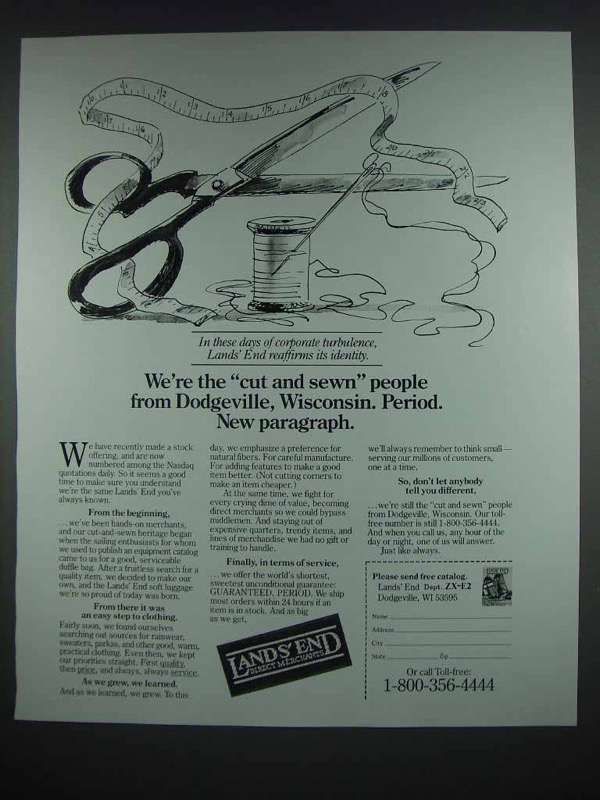 In these days of corporate turbulence,
Lands' End reaffirms its identity.
We're the "cut and sewn" people
from Dodgeville, Wisconsin. Period.
New paragraph.
We have recently made a stock
offering, and are now
numbered among the Nasdaq
quotations daily. So it seems a good
time to make sure you understand
we're the same Lands' End you've
always known.
From the beginning,
...we've been hands-on merchants,
and our cut-and-sewn heritage began
when the sailing enthusiasts for whom
we used to publish an equipment catalog
came to us for a good, serviceable
duffle bag. After a fruitless search for a
quality item, we decided to make our
own, and the Lands' End soft luggage
we're so proud of today was born.
From there it was
an easy step to clothing.
Fairly soon, we found ourselves
searching out sources for rainwear,
sweaters, parkas, and other good, warm,
practical clothing. Even then, we kept
our priorities straight. First quality,
then price, and always, always service.
As we grew, we learned.
And as we learned, we grew. To this
day, we emphasize a preference for
natural fibers. For careful manufacture.
For adding features to make a good
item better. (Not cutting corners to
make an item cheaper.)
At the same time, we fight for
every crying dime of value, becoming
direct merchants so we could bypass
middlemen. And staying out of
expensive quarters, trendy items, and
lines of merchandise we had no gift or
training to handle.
Finally, in terms of service,
...we offer the world's shortest,
sweetest unconditional guarantee:
GUARANTEED. PERIOD. We ship
most orders within 24 hours if an
item is in stock. And as big
as we get,
LANDS' END
DIRECT MERCHANTS
we'll always remember to think small—
serving our millions of customers,
one at a time.
So, don't let anybody
tell you different,
...we're still the "cut and sewn" people
from Dodgeville, Wisconsin. Our toll-
free number is still 1-800-356-4444.
And when you call us, any hour of the
day or night, one of us will answer.
Just like always.
Please send free catalog.
Lands' End Dept. ZX-E2
Dodgeville, WI 53595
Name
Address
City
State Zip
Or call Toll-free:
1-800-356-4444